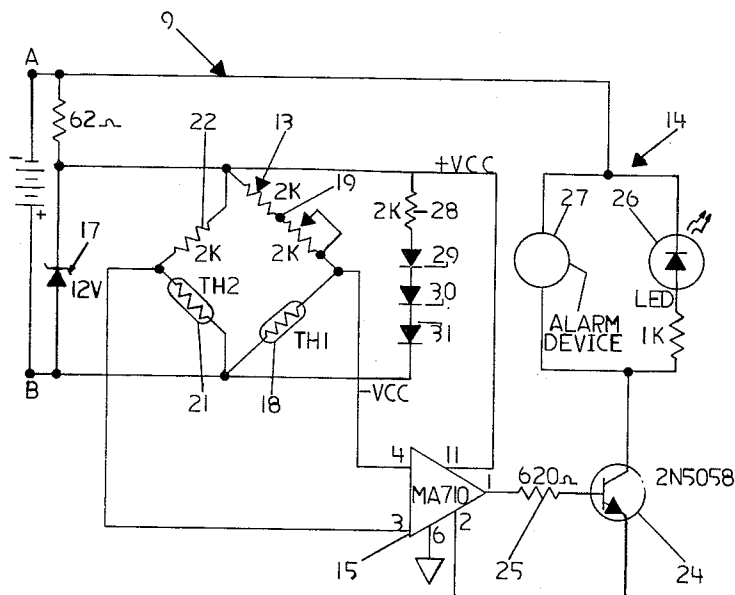 9
A
62Ω
22
13
14
+VCC
2K
19
2K
28
27
26
-
+
17
2K
2K
29
12V
TH2
30
LED
TH1
31
ALARM
DEVICE
1K
B
21
18
-VCC
4
11
MA710
1
620Ω
2N5058
3
6
2
15
25
24